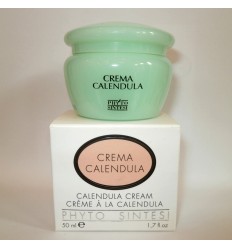 CREMA
CALENDULA
CREMA
CALENDULA
CALENDULA CREAM
CRÈME À LA CALENDULA
PHYTO SINTESI
50 ml e 1,7 fl.oz